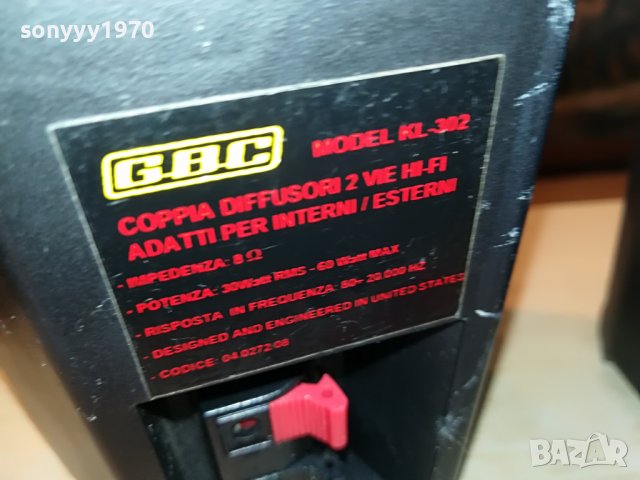 sonyyy1970
G.B.C
MODEL KL-302
COPPIA DIFFUSORI 2 VIE HI-FI
ADATTI PER INTERNI / ESTERNI
- IMPEDENZA: 8 Ω
- POTENZA: 30Watt RMS - 60 Watt MAX
- RISPOSTA IN FREQUENZA: 80÷ 20.000 HZ
- DESIGNED AND ENGINEERED IN UNITED STATES
- CODICE: 04.0272-08
BAZAR
bg